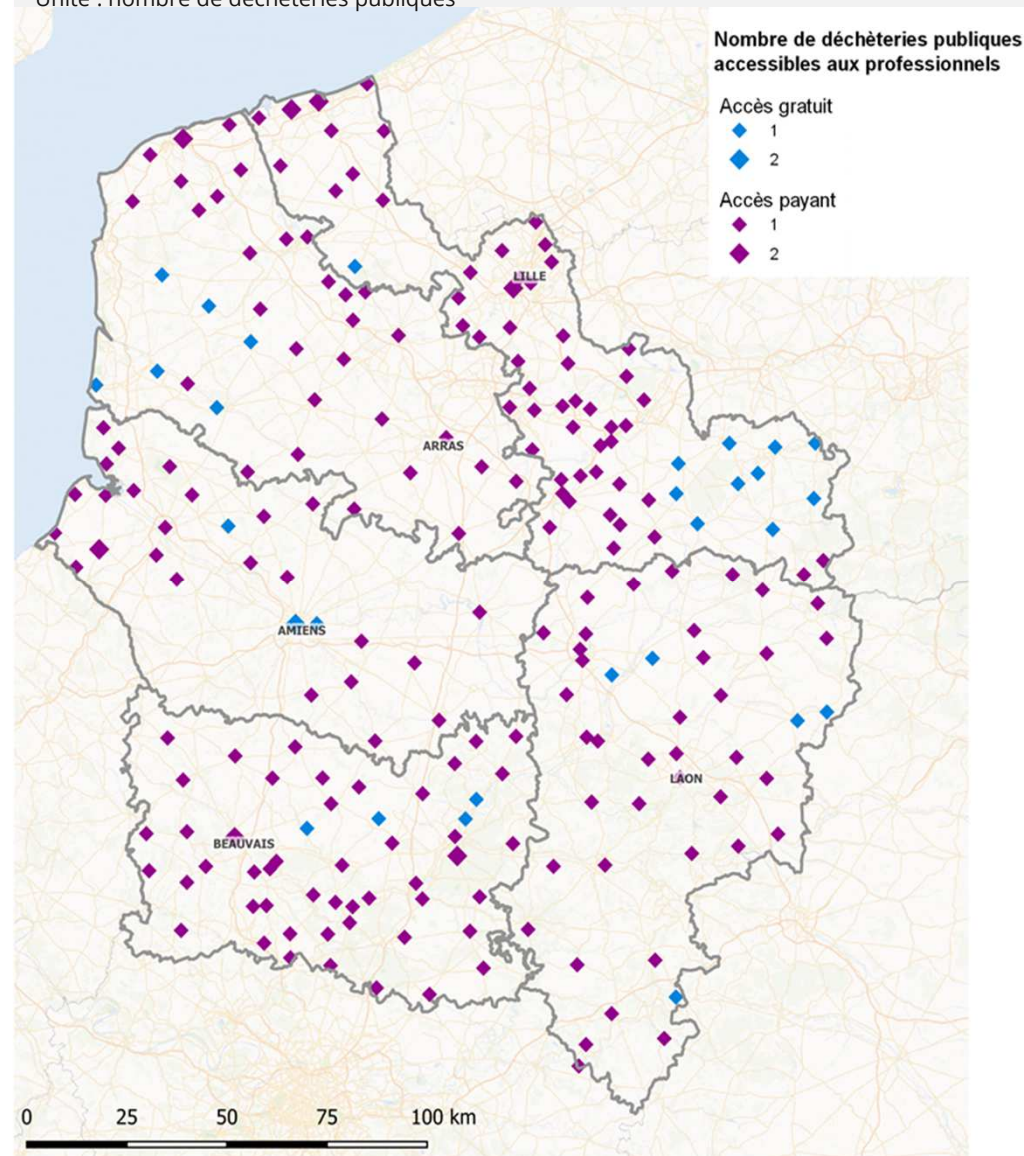 Unité : nombre de déchèteries publiques
Nombre de déchèteries publiques
accessibles aux professionnels
Accès gratuit
1
2
Accès payant
1
2
LILLE
ARRAS
AMIENS
LAON
BEAUVAIS
0 25 50 75 100 km